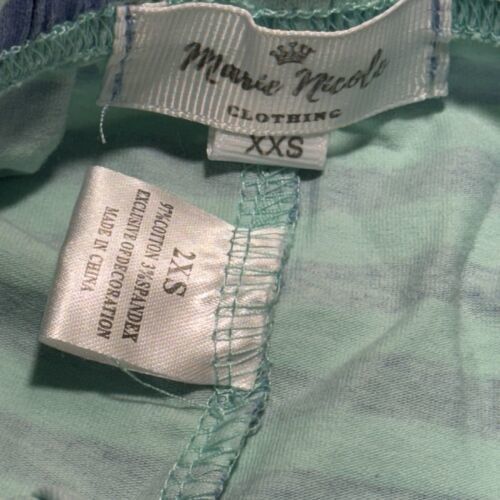 Marie Nicole
CLOTHING
XXS
2XS
97%COTTON 3%SPANDEX
EXCLUSIVE OF DECORATION
MADE IN CHINA